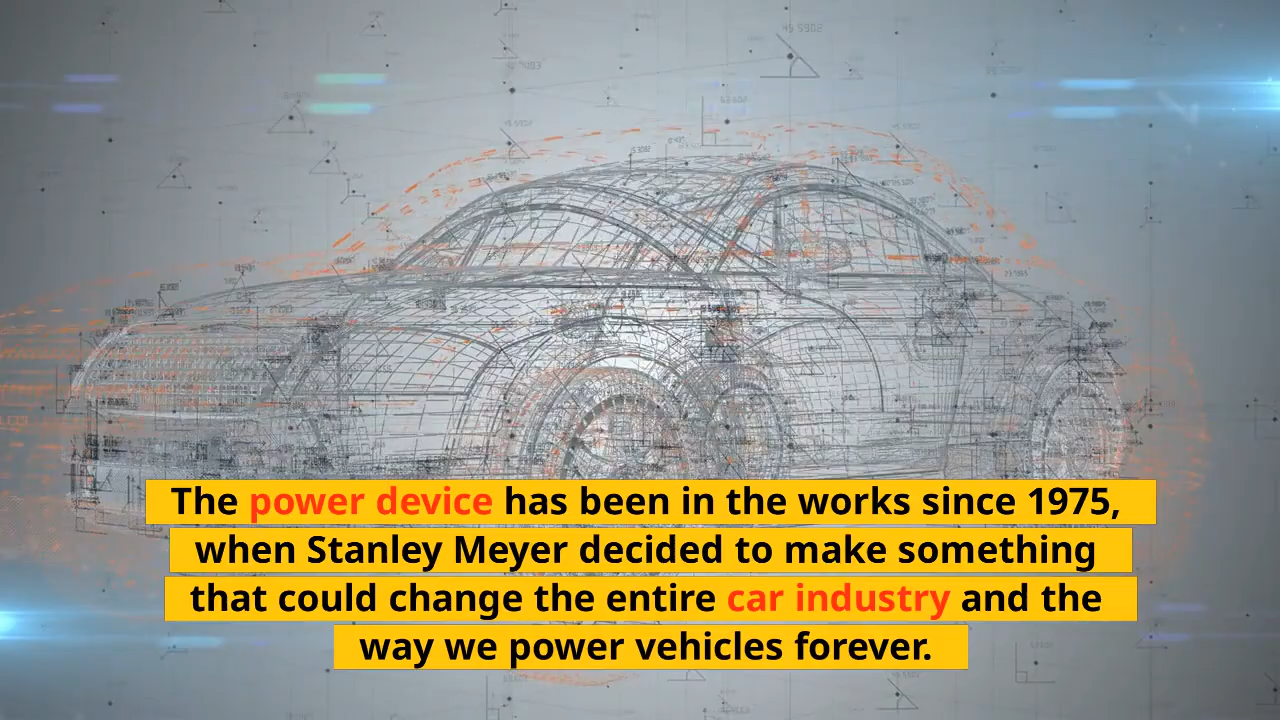 The power device has been in the works since 1975,
when Stanley Meyer decided to make something
that could change the entire car industry and the
way we power vehicles forever.